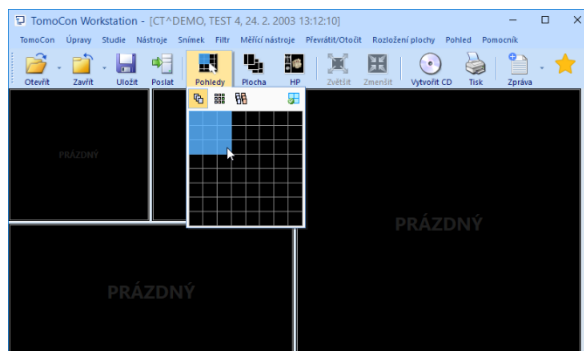 TomoCon Workstation - [CT^DEMO, TEST 4, 24. 2. 2003 13:12:10]
TomoCon Úpravy Studie Nástroje Snímek Filtr Měřící nástroje Převrátit/Otočit Rozložení plochy Pohled Pomocník
Otevřít Zavřít Uložit Poslat Pohledy Plocha HP Zvětšit Zmenšit Vytvořit CD Tisk Zpráva
PRÁZDNÝ
PRÁZDNÝ
PRÁZDNÝ